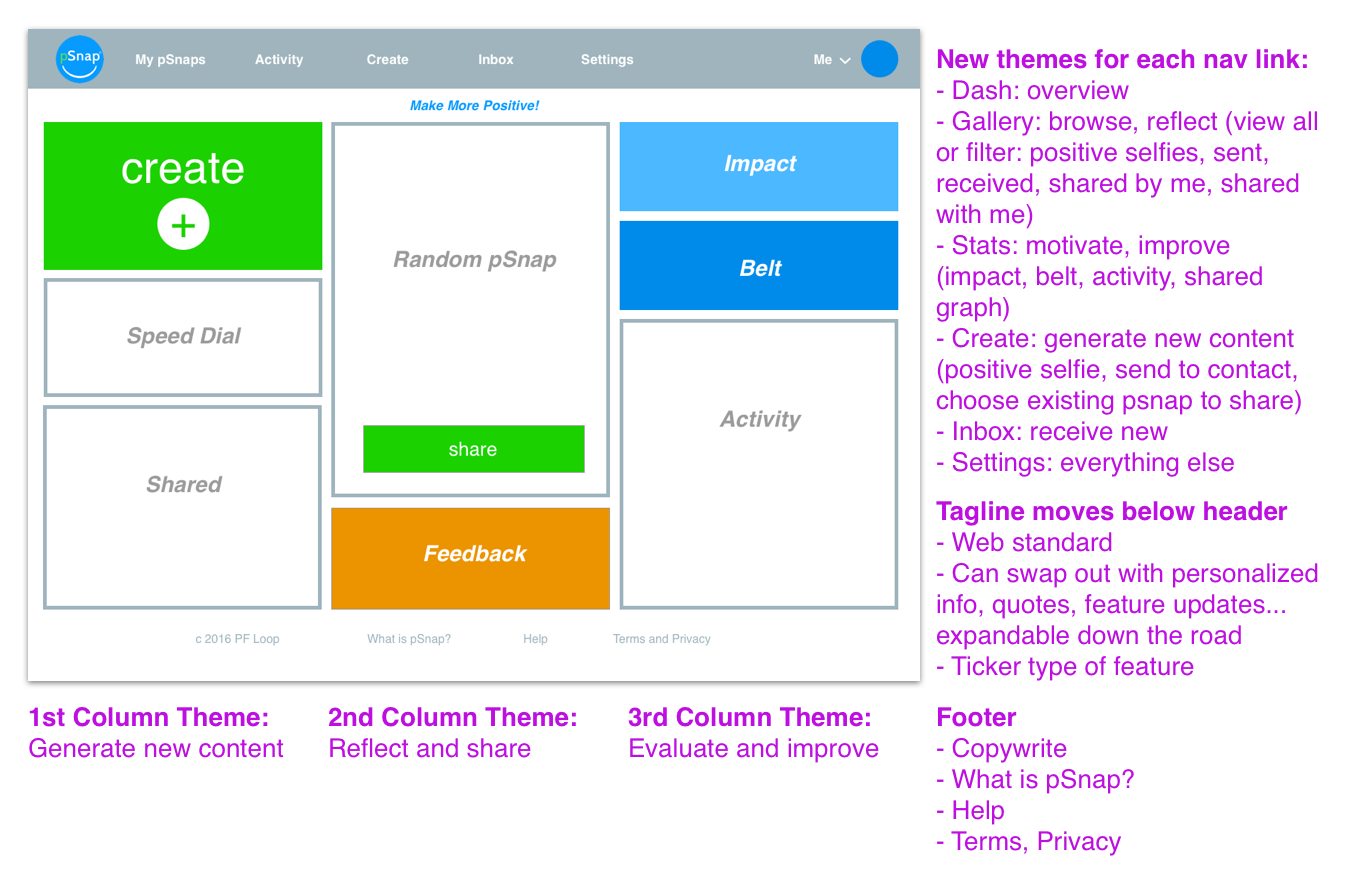 pSnap
My pSnaps
Activity
Create
Inbox
Settings
Me
Make More Positive!
create
+
Speed Dial
Shared
Random pSnap
share
Feedback
Impact
Belt
Activity
c 2016 PF Loop
What is pSnap?
Help
Terms and Privacy
1st Column Theme:
Generate new content
2nd Column Theme:
Reflect and share
3rd Column Theme:
Evaluate and improve
New themes for each nav link:
- Dash: overview
- Gallery: browse, reflect (view all
or filter: positive selfies, sent,
received, shared by me, shared
with me)
- Stats: motivate, improve
(impact, belt, activity, shared
graph)
- Create: generate new content
(positive selfie, send to contact,
choose existing psnap to share)
- Inbox: receive new
- Settings: everything else
Tagline moves below header
- Web standard
- Can swap out with personalized
info, quotes, feature updates...
expandable down the road
- Ticker type of feature
Footer
- Copywrite
- What is pSnap?
- Help
- Terms, Privacy